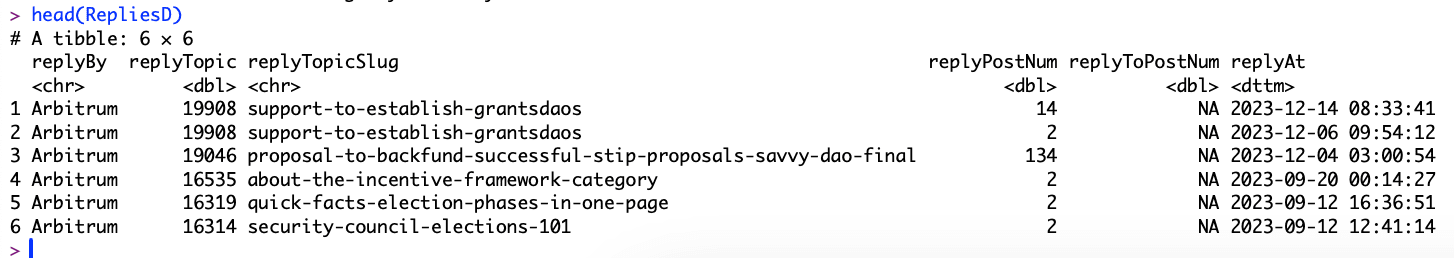 > head(RepliesD)
# A tibble: 6 × 6
replyBy replyTopic replyTopicSlug replyPostNum replyToPostNum replyAt
<chr> <dbl> <chr> <dbl> <dbl> <dttm>
1 Arbitrum 19908 support-to-establish-grantsdaos 14 NA 2023-12-14 08:33:41
2 Arbitrum 19908 support-to-establish-grantsdaos 2 NA 2023-12-06 09:54:12
3 Arbitrum 19046 proposal-to-backfund-successful-stip-proposals-savvy-dao-final 134 NA 2023-12-04 03:00:54
4 Arbitrum 16535 about-the-incentive-framework-category 2 NA 2023-09-20 00:14:27
5 Arbitrum 16319 quick-facts-election-phases-in-one-page 2 NA 2023-09-12 16:36:51
6 Arbitrum 16314 security-council-elections-101 2 NA 2023-09-12 12:41:14
>